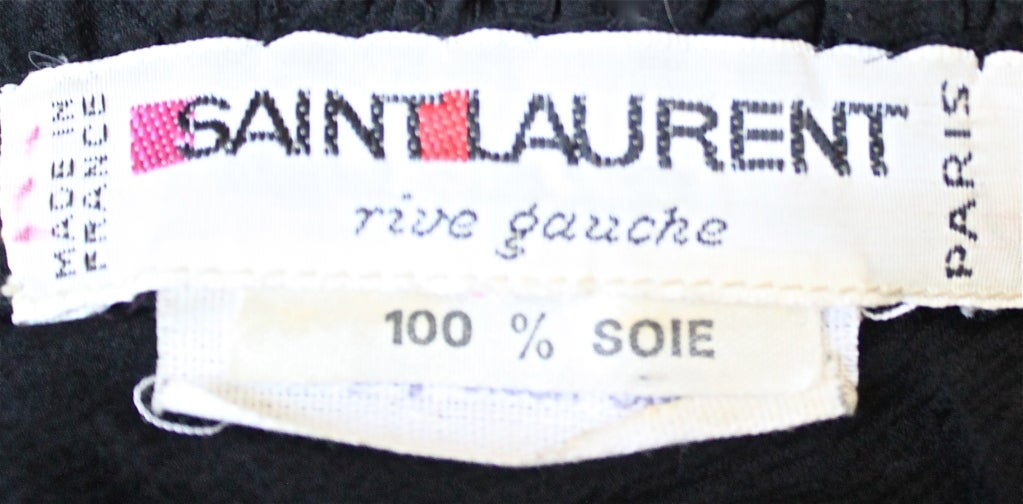 MADE IN
FRANCE
SAINT LAURENT
rive gauche
PARIS
100 % SOIE